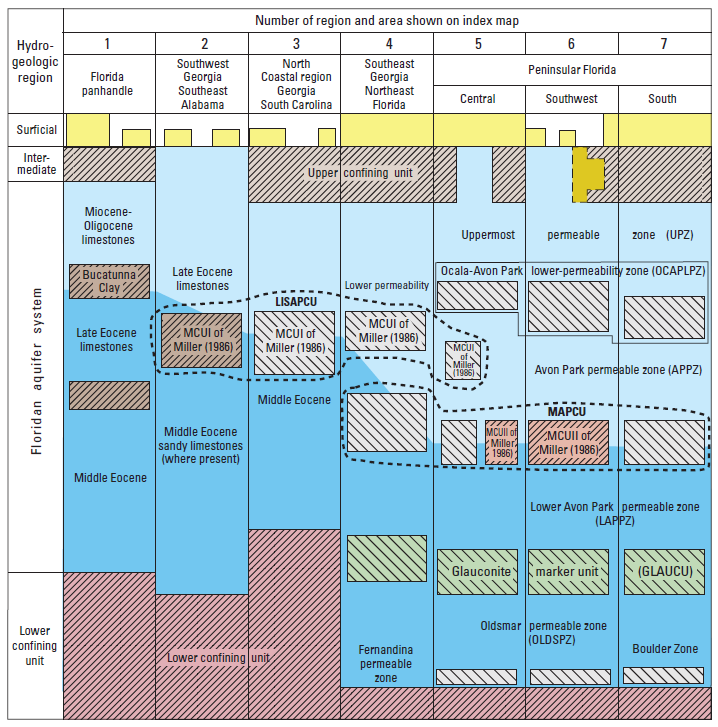 Number of region and area shown on index map
Hydro-
geologic
region
1
2
3
4
5
6
7
Florida
panhandle
Southwest
Georgia
Southeast
Alabama
North
Coastal region
Georgia
South Carolina
Southeast
Georgia
Northeast
Florida
Peninsular Florida
Central
Southwest
South
Surficial
Inter-
mediate
Upper confining unit
Floridan aquifer system
Miocene-
Oligocene
limestones
Uppermost permeable zone (UPZ)
Bucatunna
Clay
Late Eocene
limestones
Lower permeability
Ocala-Avon Park lower-permeability zone (OCAPLPZ)
LISAPCU
Late Eocene
limestones
MCUI of
Miller (1986)
MCUI of
Miller (1986)
MCUI of
Miller (1986)
MCUI
of
Miller
(1986)
Avon Park permeable zone (APPZ)
Middle Eocene
MAPCU
Middle Eocene
sandy limestones
(where present)
MCUII of
Miller
1986)
MCUII of
Miller (1986)
Middle Eocene
Lower Avon Park permeable zone
(LAPPZ)
Glauconite marker unit (GLAUCU)
Lower
confining
unit
Lower confining unit
Fernandina
permeable
zone
Oldsmar permeable zone
(OLDSPZ)
Boulder Zone